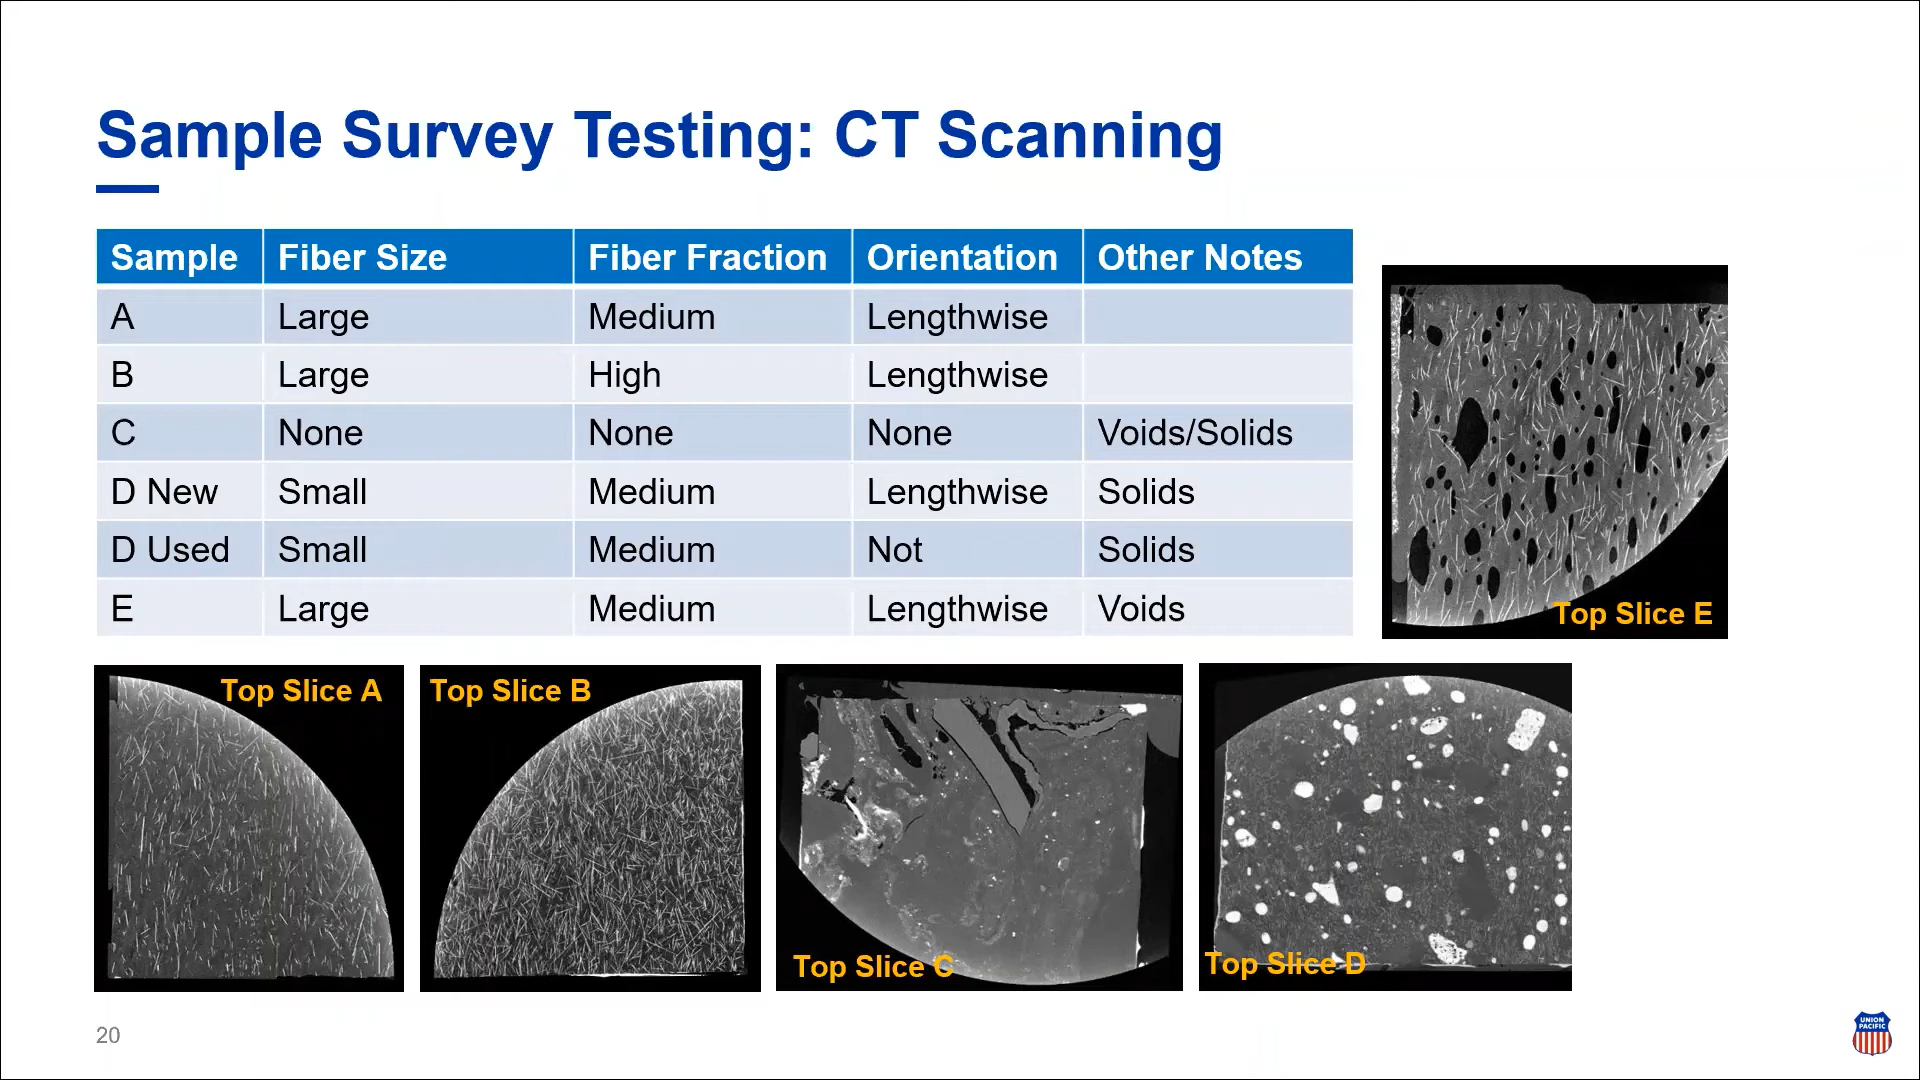 Sample Survey Testing: CT Scanning
Sample Fiber Size Fiber Fraction Orientation Other Notes
A Large Medium Lengthwise
B Large High Lengthwise
C None None None Voids/Solids
D New Small Medium Lengthwise Solids
D Used Small Medium Not Solids
E Large Medium Lengthwise Voids
Top Slice E
Top Slice A
Top Slice B
Top Slice C
Top Slice D
20
UNION
PACIFIC